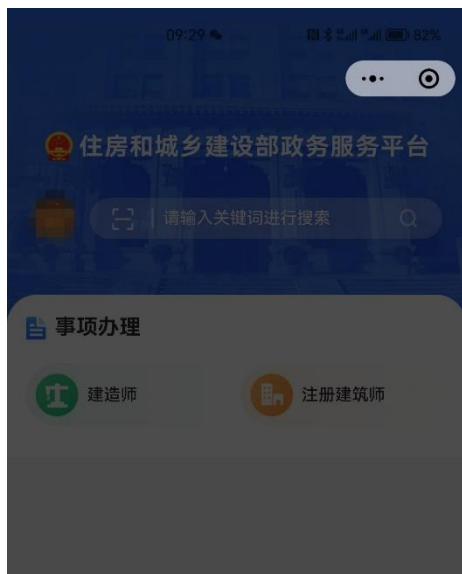 09:29 82%
住房和城乡建设部政务服务平台
请输入关键词进行搜索
事项办理
建造师 注册建筑师